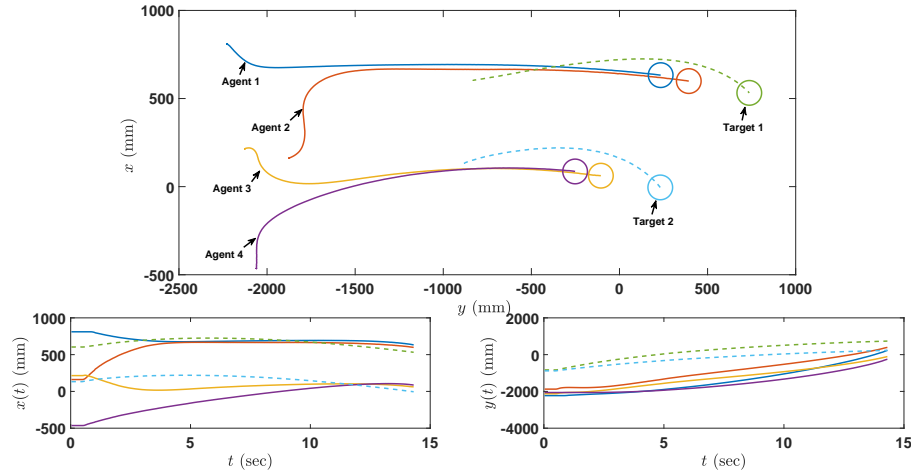 1000
500
0
-500
x (mm)
Agent 1
Agent 2
Agent 3
Agent 4
Target 1
Target 2
-2500 -2000 -1500 -1000 -500 0 500 1000
y (mm)
1000
500
0
-500
x(t) (mm)
0 5 10 15
t (sec)
2000
0
-2000
-4000
y(t) (mm)
0 5 10 15
t (sec)